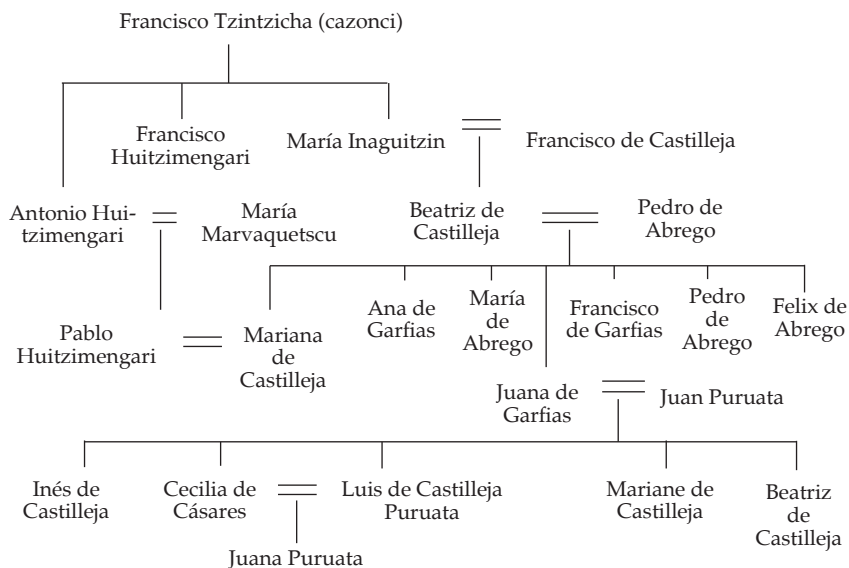 Francisco Tzintzicha (cazonci)
Francisco
Huitzimengari
María Inaguitzin
Francisco de Castilleja
Antonio Hui-
tzimengari
María
Marvaquetscu
Beatriz de
Castilleja
Pedro de
Abrego
Pablo
Huitzimengari
Mariana
de
Castilleja
Ana de
Garfias
María
de
Abrego
Francisco
de Garfias
Pedro
de
Abrego
Felix de
Abrego
Juana de
Garfias
Juan Puruata
Inés de
Castilleja
Cecilia de
Cásares
Luis de Castilleja
Puruata
Mariane de
Castilleja
Beatriz
de
Castilleja
Juana Puruata